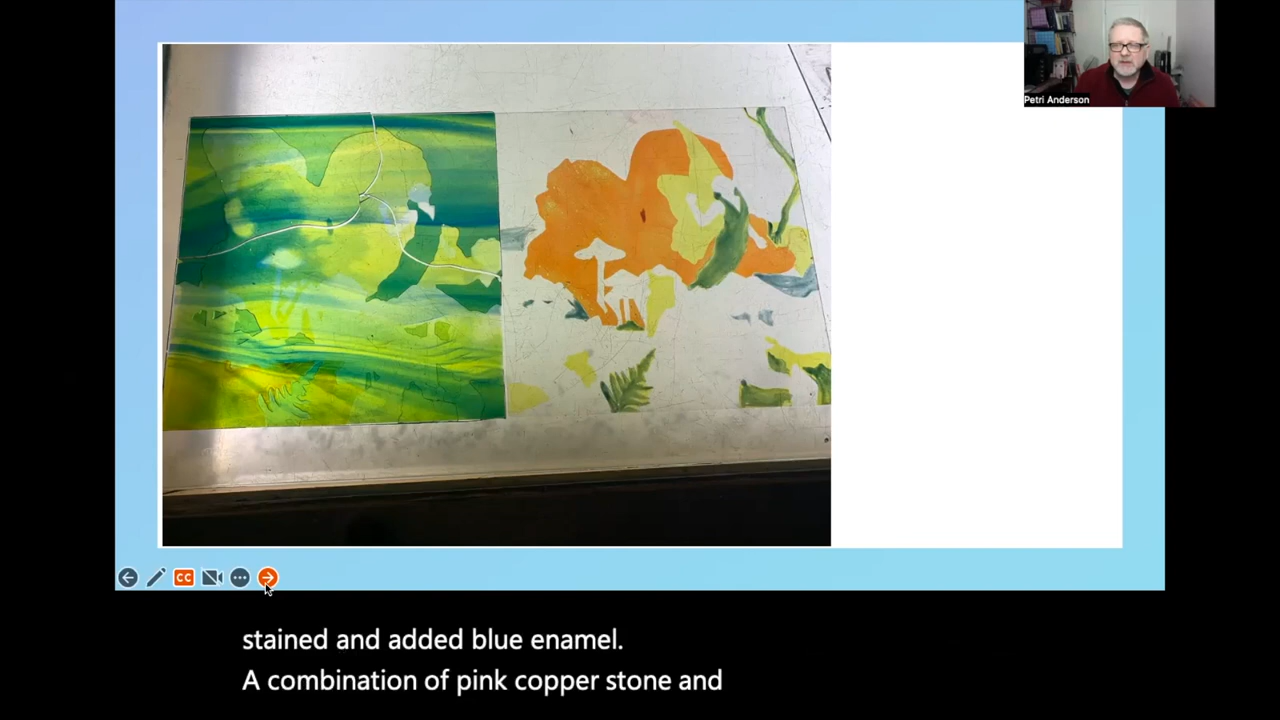 Petri Anderson
CC
stained and added blue enamel.
A combination of pink copper stone and